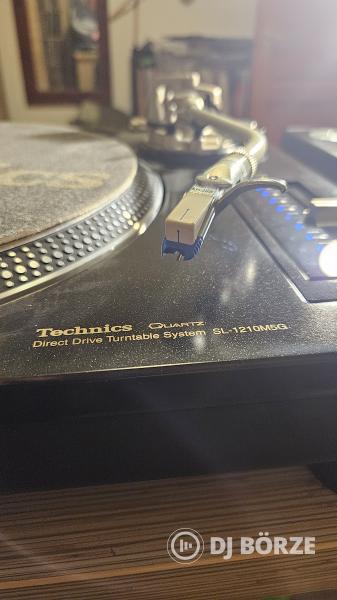 Technics QUARTZ
Direct Drive Turntable System SL-1210M5G
DJ BÖRZE